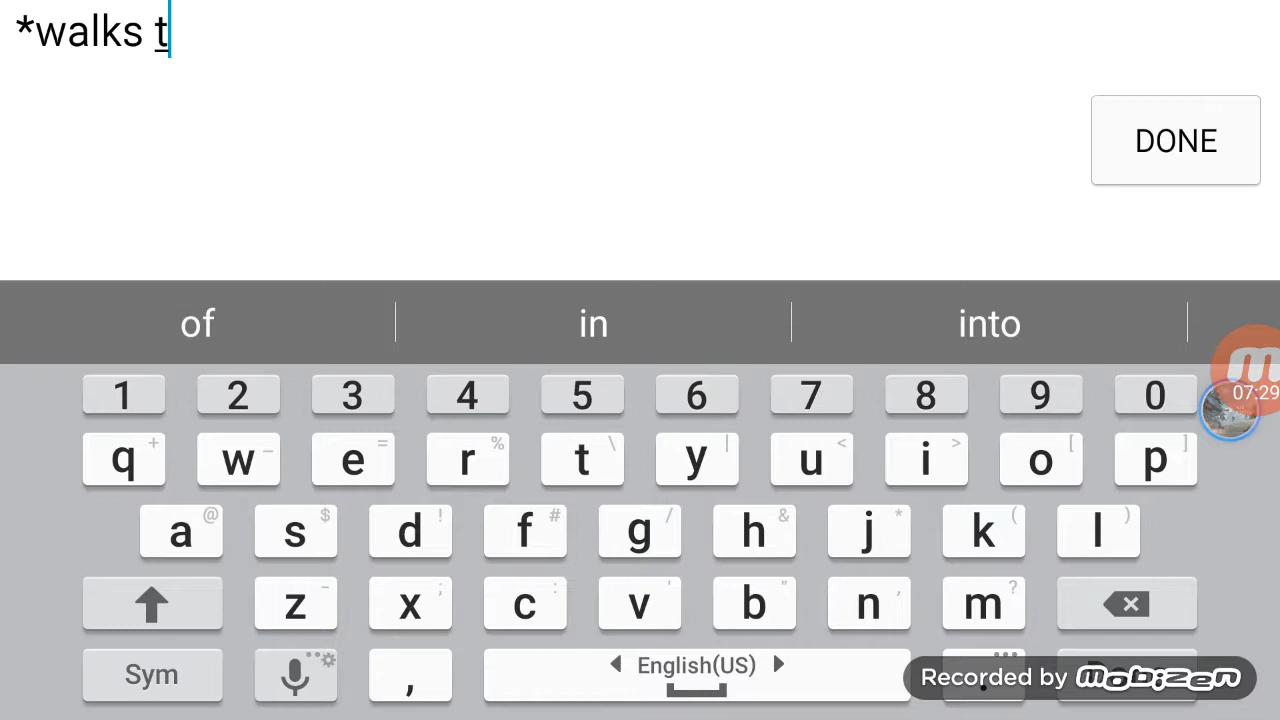 *walks t
DONE
of in into
07:29
1 2 3 4 5 6 7 8 9 0
q + w - e = r % t \ y | u < i > o [ p ]
a @ s $ d ! f # g / h & j * k ( l )
z - x ; c : v ' b " n , m ?
Sym , English(US) .
Recorded by mobizen